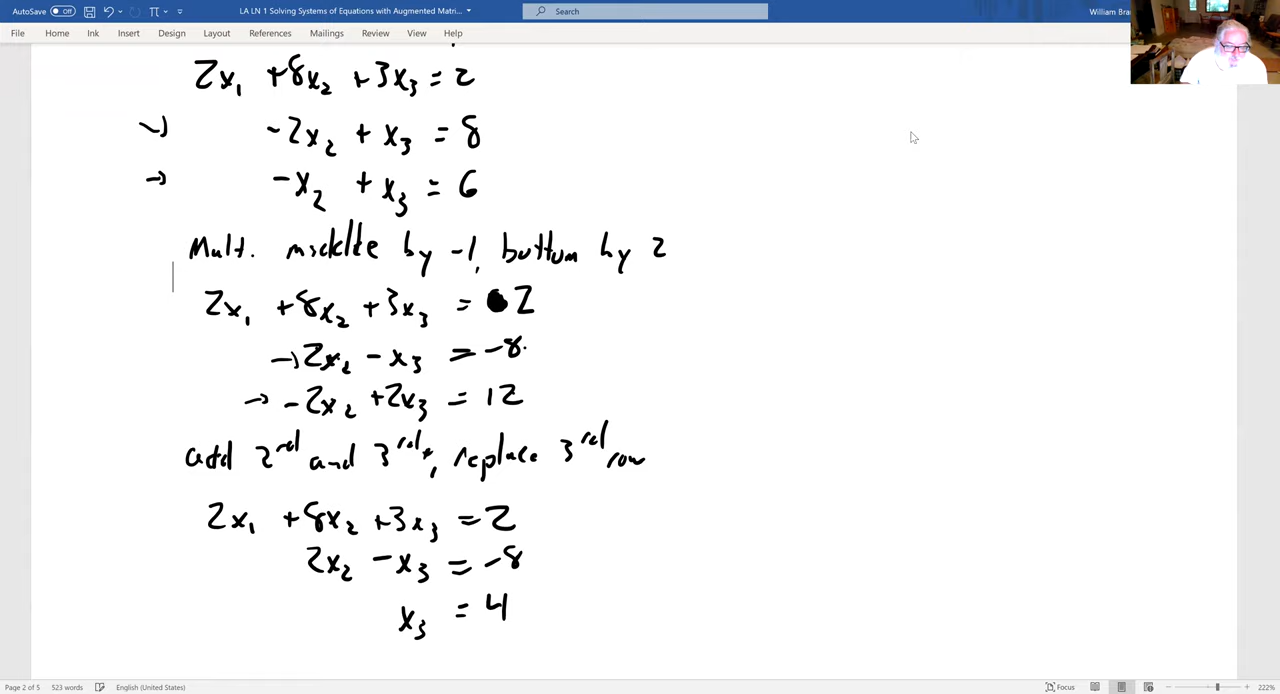 AutoSave Off LA LN 1 Solving Systems of Equations with Augmented Matri... Search William Bra
File Home Ink Insert Design Layout References Mailings Review View Help
2x₁ +8x₂ +3x₃ = 2
→ -2x₂ + x₃ = 8
→ -x₂ + x₃ = 6
Mult. middle by -1, bottom by 2
2x₁ +8x₂ +3x₃ = 2
→ 2x₂ - x₃ = -8
→ -2x₂ +2x₃ = 12
add 2nd and 3rd, replace 3rd row
2x₁ +8x₂ +3x₃ = 2
2x₂ - x₃ = -8
x₃ = 4
Page 2 of 5 523 words English (United States) Focus 222%